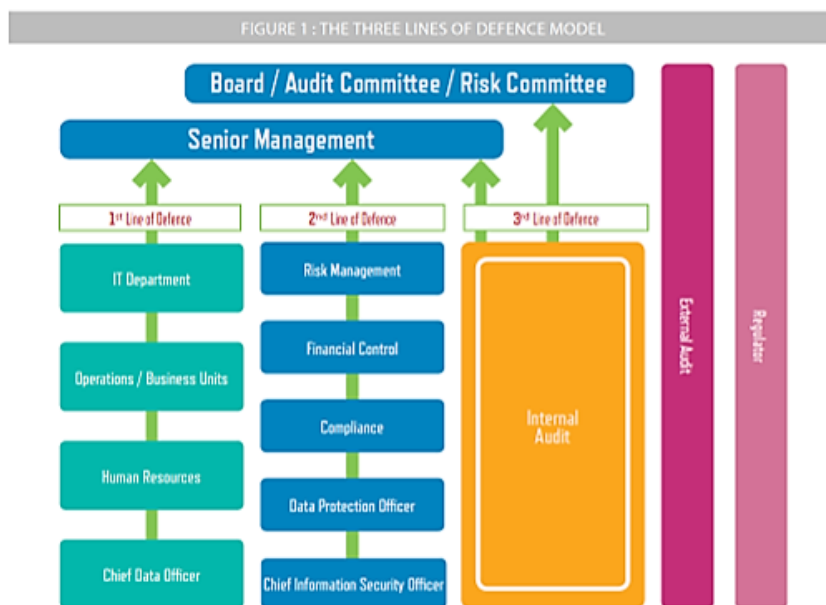 FIGURE 1 : THE THREE LINES OF DEFENCE MODEL
Board / Audit Committee / Risk Committee
Senior Management
1st Line of Defence
2nd Line of Defence
3rd Line of Defence
IT Department
Operations / Business Units
Human Resources
Chief Data Officer
Risk Management
Financial Control
Compliance
Data Protection Officer
Chief Information Security Officer
Internal
Audit
External Audit
Regulator